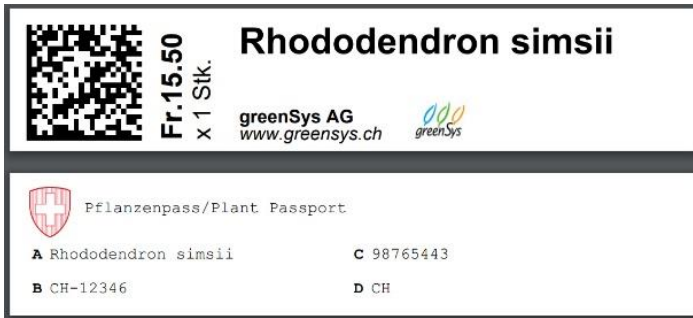 Rhododendron simsii
Fr.15.50
x 1 Stk.
greenSys AG
www.greensys.ch
greenSys
Pflanzenpass/Plant Passport
A Rhododendron simsii
C 98765443
B CH-12346
D CH